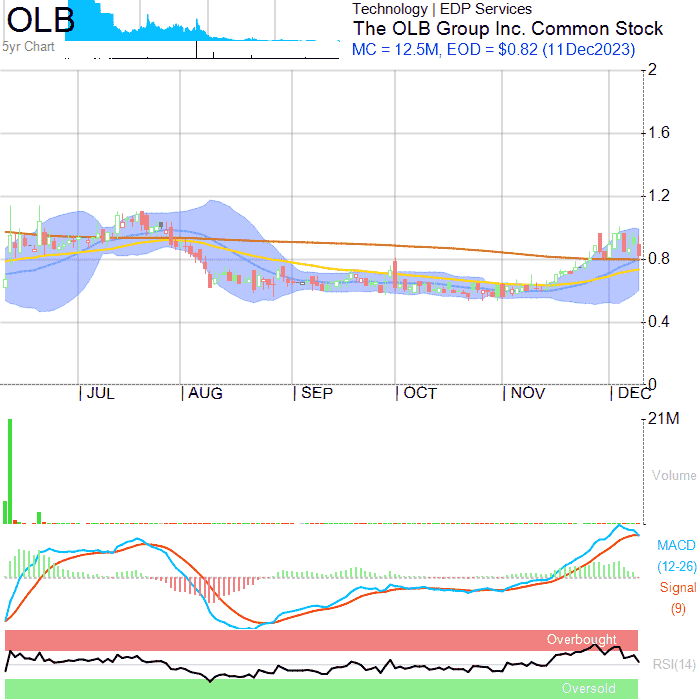 OLB
5yr Chart
Technology | EDP Services
The OLB Group Inc. Common Stock
MC = 12.5M, EOD = $0.82 (11Dec2023)
2
1.6
1.2
0.8
0.4
0
| JUL | AUG | SEP | OCT | NOV | DEC
21M
Volume
MACD
(12-26)
Signal
(9)
Overbought
RSI(14)
Oversold